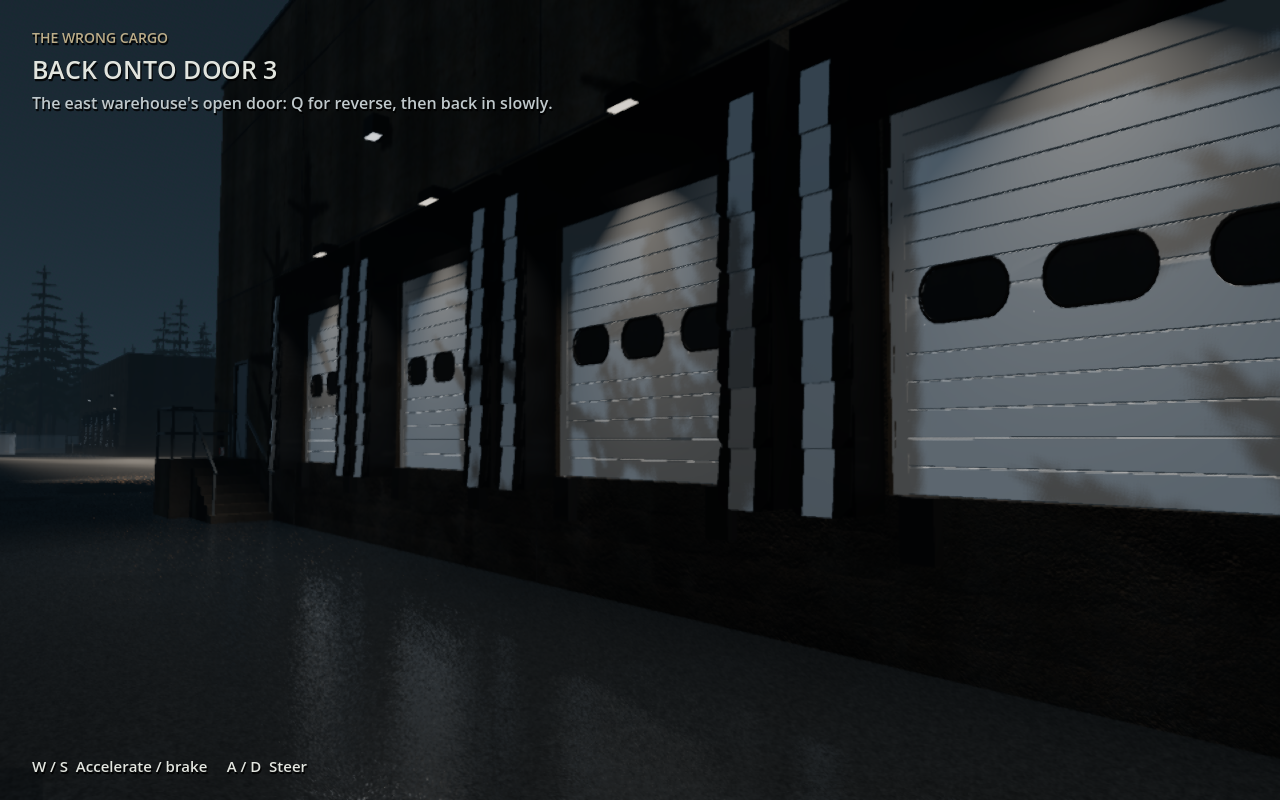 THE WRONG CARGO
BACK ONTO DOOR 3
The east warehouse's open door: Q for reverse, then back in slowly.
W / S  Accelerate / brake    A / D  Steer